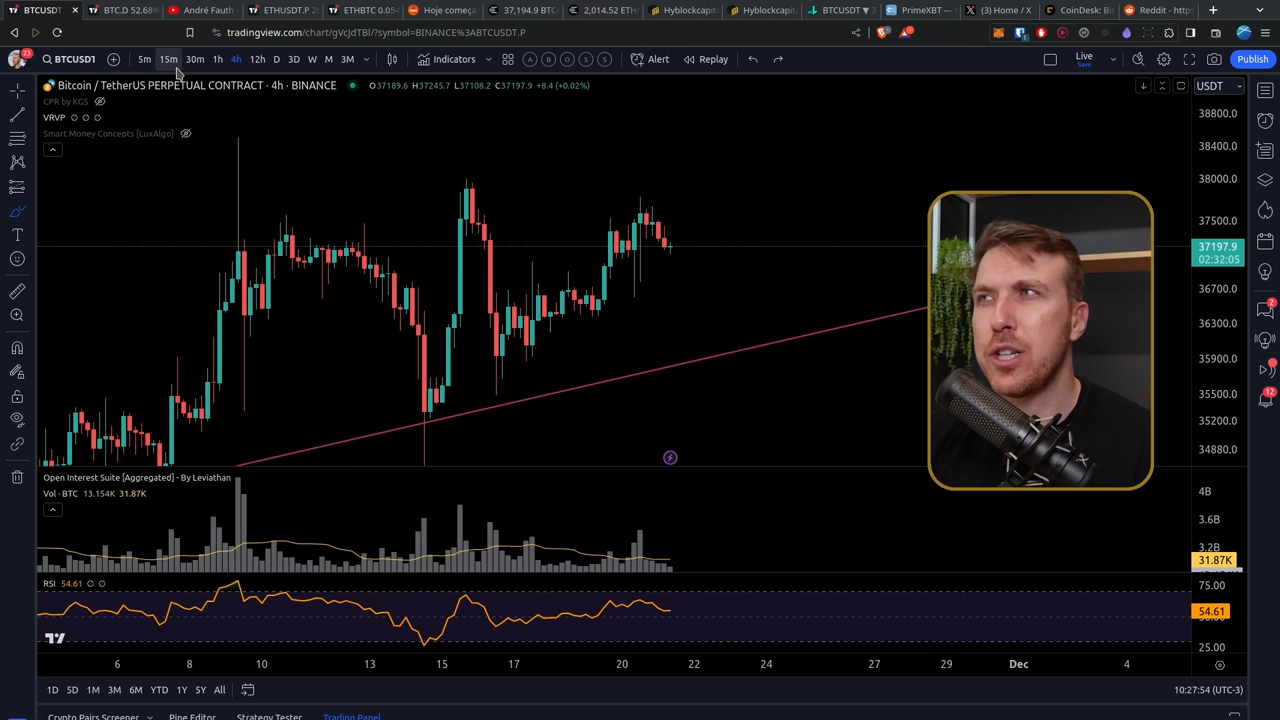 BTCUSDT
BTC.D 52.68%
André Fauth -
ETHUSDT.P 20
ETHBTC 0.054
Hoje começa
37,194.9 BTC
2,014.52 ETH
Hyblockcapit
Hyblockcapit
BTCUSDT ▼ 3
PrimeXBT —
(3) Home / X
CoinDesk: Bi
Reddit - https
tradingview.com/chart/gVcJdTBl/?symbol=BINANCE%3ABTCUSDT.P
23
BTCUSDT
5m 15m 30m 1h 4h 12h D 3D W M 3M
Indicators
A B O S S
Alert
Replay
Live
Save
Publish
Bitcoin / TetherUS PERPETUAL CONTRACT · 4h · BINANCE
O37189.6 H37245.7 L37108.2 C37197.9 +8.4 (+0.02%)
USDT
CPR by KGS
VRVP
Smart Money Concepts [LuxAlgo]
38800.0
38400.0
38000.0
37500.0
37197.9
02:32:05
36700.0
36300.0
35900.0
35500.0
35200.0
34880.0
2
12
Open Interest Suite [Aggregated] - By Leviathan
Vol · BTC 13.154K 31.87K
4B
3.6B
3.2B
31.87K
RSI 54.61
75.00
54.61
25.00
6 10 13 15 17 20 22 24 27 29 Dec 4
1D 5D 1M 3M 6M YTD 1Y 5Y All
10:27:54 (UTC-3)
Crypto Pairs Screener
Pine Editor
Strategy Tester
Trading Panel